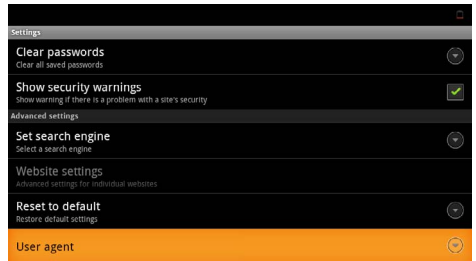 Settings
Clear passwords
Clear all saved passwords
Show security warnings
Show warning if there is a problem with a site's security
Advanced settings
Set search engine
Select a search engine
Website settings
Advanced settings for individual websites
Reset to default
Restore default settings
User agent